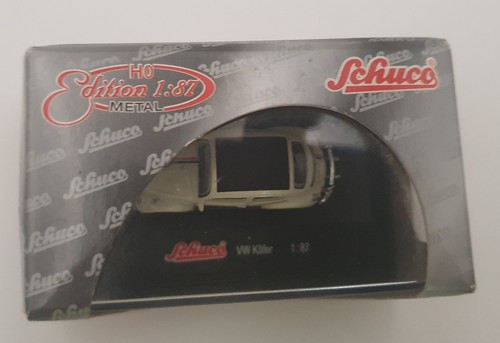 HO
Edition 1:87
METAL
Schuco
Schuco VW Käfer 1:87